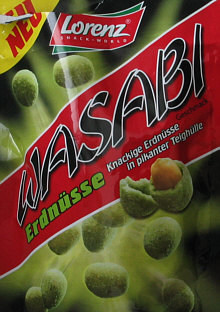 NEU
Lorenz
SNACK-WORLD
WASABI
Geschmack
Erdnüsse
Knackige Erdnüsse
in pikanter Teighülle